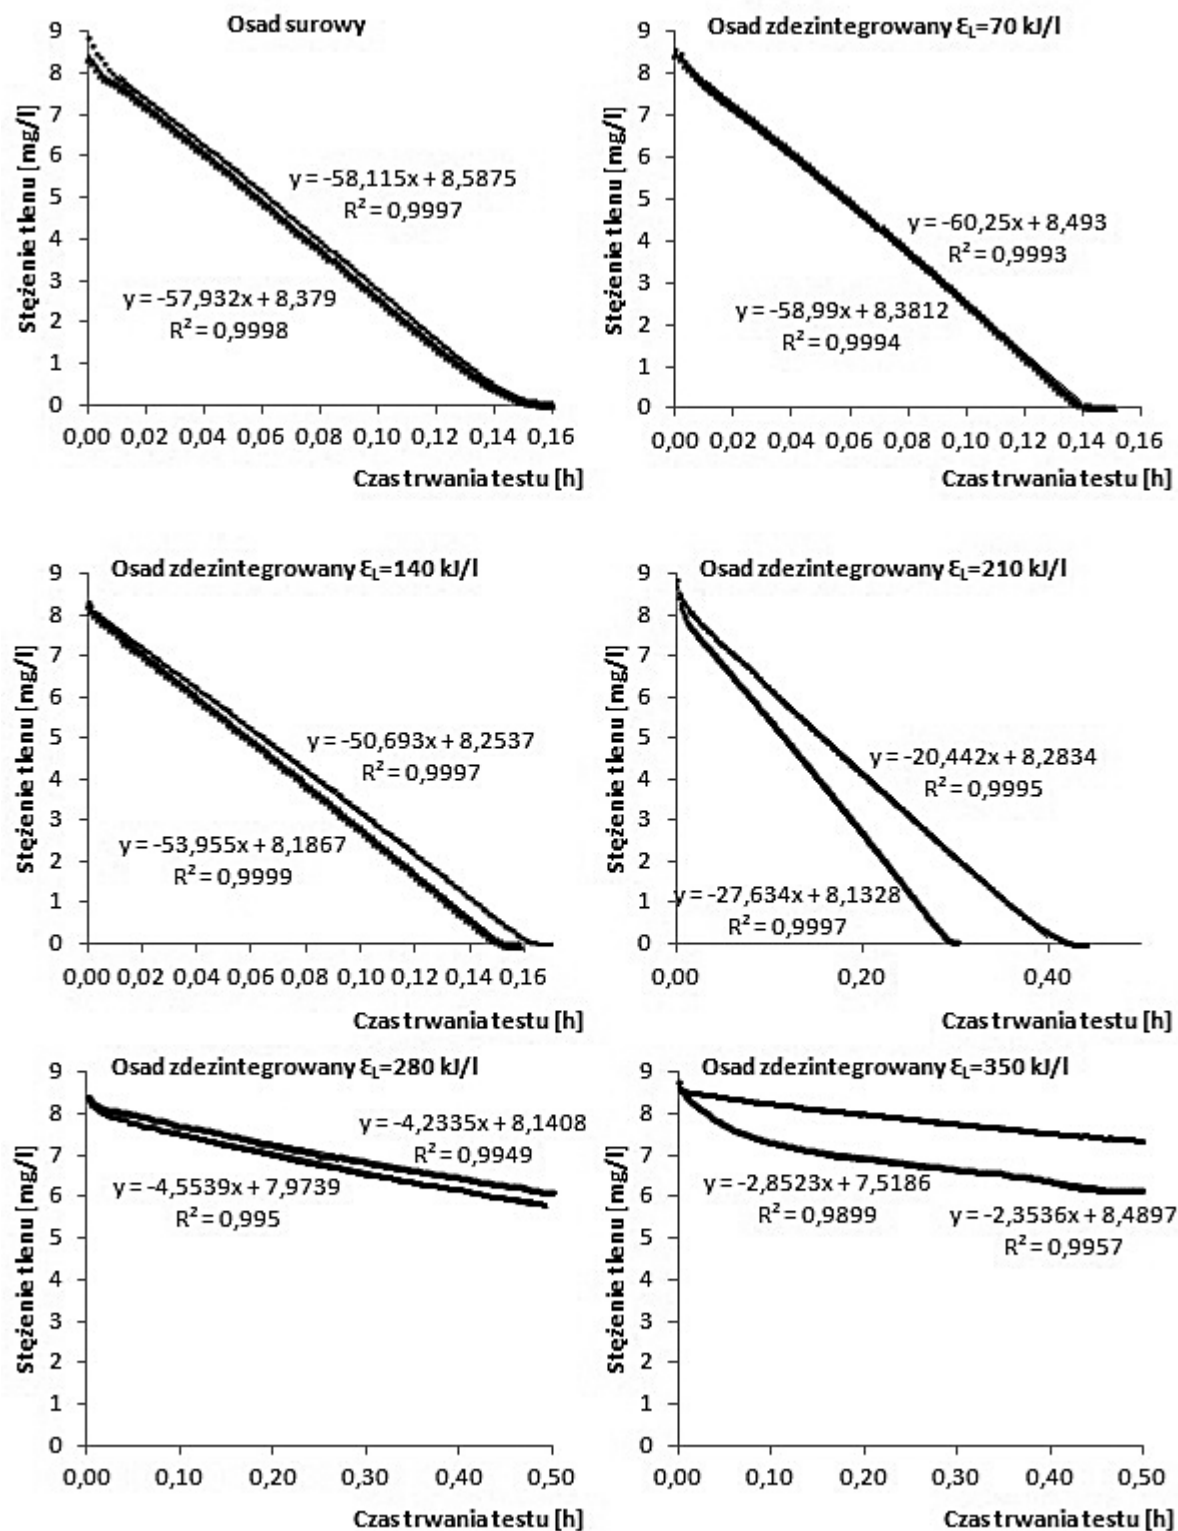 Osad surowy
9
8
7
6
5
4
3
2
1
0
Stężenie tlenu [mg/l]
y = -58,115x + 8,5875
R² = 0,9997
y = -57,932x + 8,379
R² = 0,9998
0,00 0,02 0,04 0,06 0,08 0,10 0,12 0,14 0,16
Czas trwania testu [h]
Osad zdezintegrowany ε_L=70 kJ/l
9
8
7
6
5
4
3
2
1
0
Stężenie tlenu [mg/l]
y = -60,25x + 8,493
R² = 0,9993
y = -58,99x + 8,3812
R² = 0,9994
0,00 0,02 0,04 0,06 0,08 0,10 0,12 0,14 0,16
Czas trwania testu [h]
Osad zdezintegrowany ε_L=140 kJ/l
9
8
7
6
5
4
3
2
1
0
Stężenie tlenu [mg/l]
y = -50,693x + 8,2537
R² = 0,9997
y = -53,955x + 8,1867
R² = 0,9999
0,00 0,02 0,04 0,06 0,08 0,10 0,12 0,14 0,16
Czas trwania testu [h]
Osad zdezintegrowany ε_L=210 kJ/l
9
8
7
6
5
4
3
2
1
0
Stężenie tlenu [mg/l]
y = -20,442x + 8,2834
R² = 0,9995
y = -27,634x + 8,1328
R² = 0,9997
0,00 0,20 0,40
Czas trwania testu [h]
Osad zdezintegrowany ε_L=280 kJ/l
9
8
7
6
5
4
3
2
1
0
Stężenie tlenu [mg/l]
y = -4,2335x + 8,1408
R² = 0,9949
y = -4,5539x + 7,9739
R² = 0,995
0,00 0,10 0,20 0,30 0,40 0,50
Czas trwania testu [h]
Osad zdezintegrowany ε_L=350 kJ/l
9
8
7
6
5
4
3
2
1
0
Stężenie tlenu [mg/l]
y = -2,8523x + 7,5186
R² = 0,9899
y = -2,3536x + 8,4897
R² = 0,9957
0,00 0,10 0,20 0,30 0,40 0,50
Czas trwania testu [h]